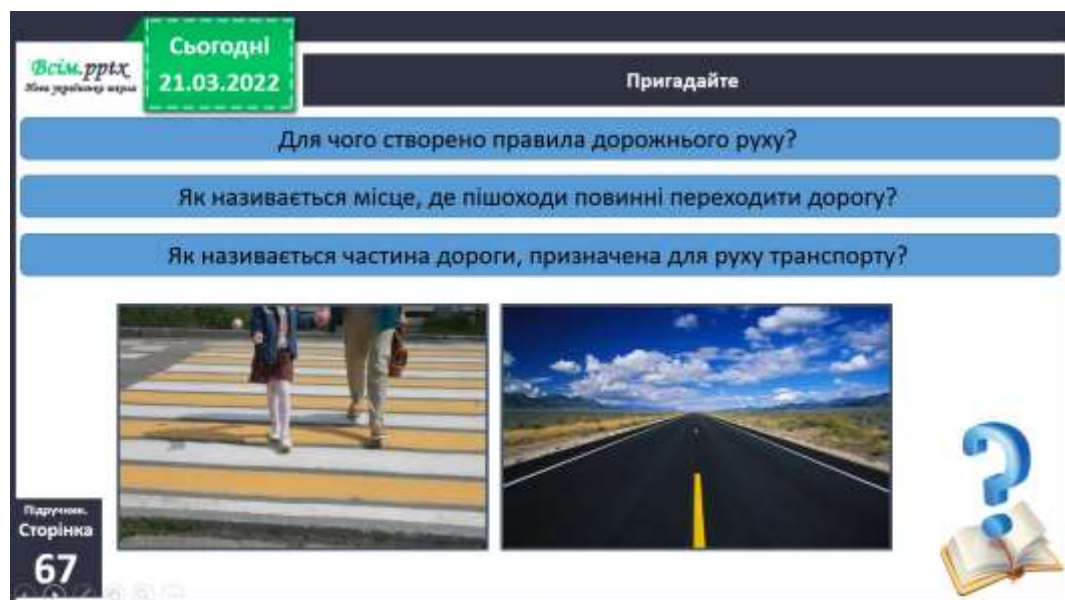 Всім.pptx
Нова українська школа
Сьогодні
21.03.2022
Пригадайте
Для чого створено правила дорожнього руху?
Як називається місце, де пішоходи повинні переходити дорогу?
Як називається частина дороги, призначена для руху транспорту?
Підручник.
Сторінка
67